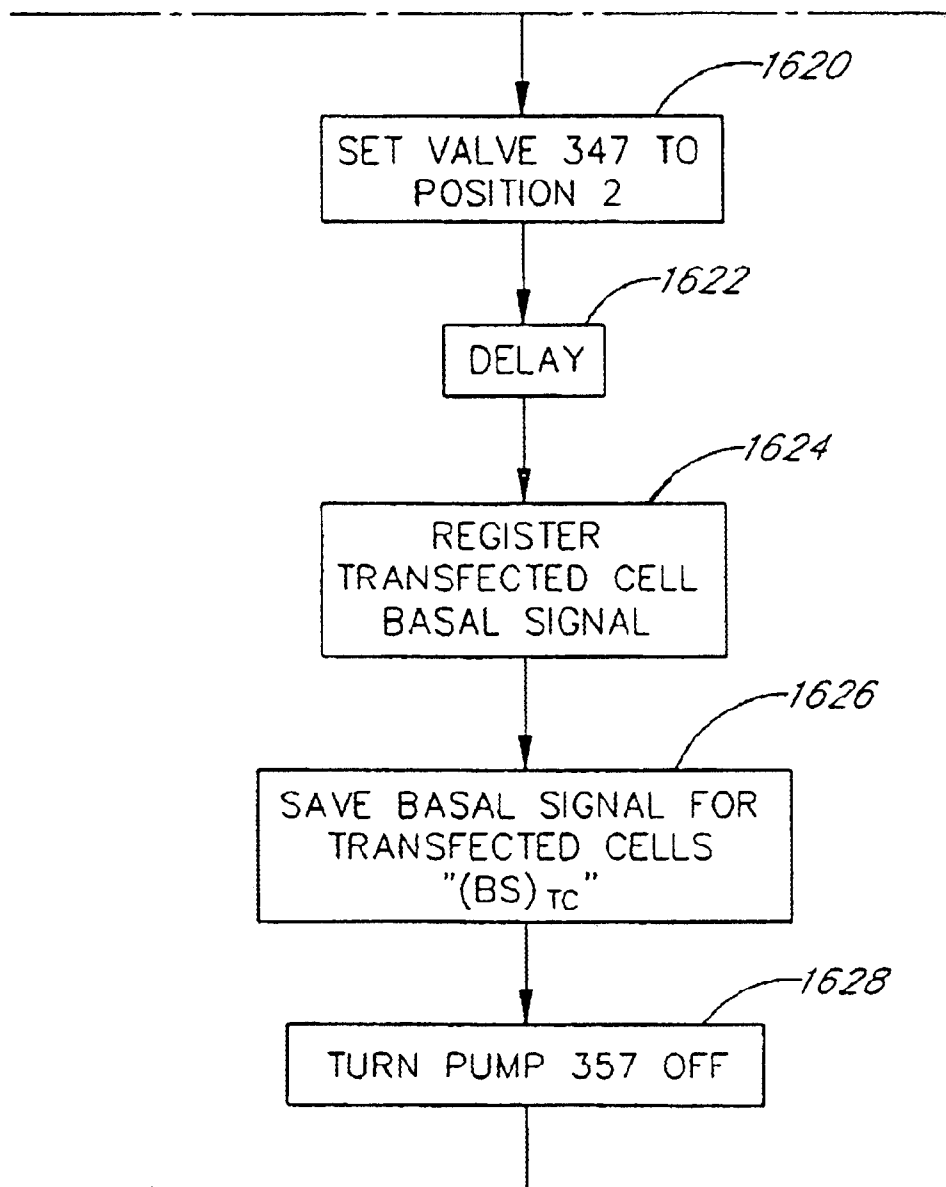 1620
SET VALVE 347 TO
POSITION 2
1622
DELAY
1624
REGISTER
TRANSFECTED CELL
BASAL SIGNAL
1626
SAVE BASAL SIGNAL FOR
TRANSFECTED CELLS
"(BS) TC"
1628
TURN PUMP 357 OFF